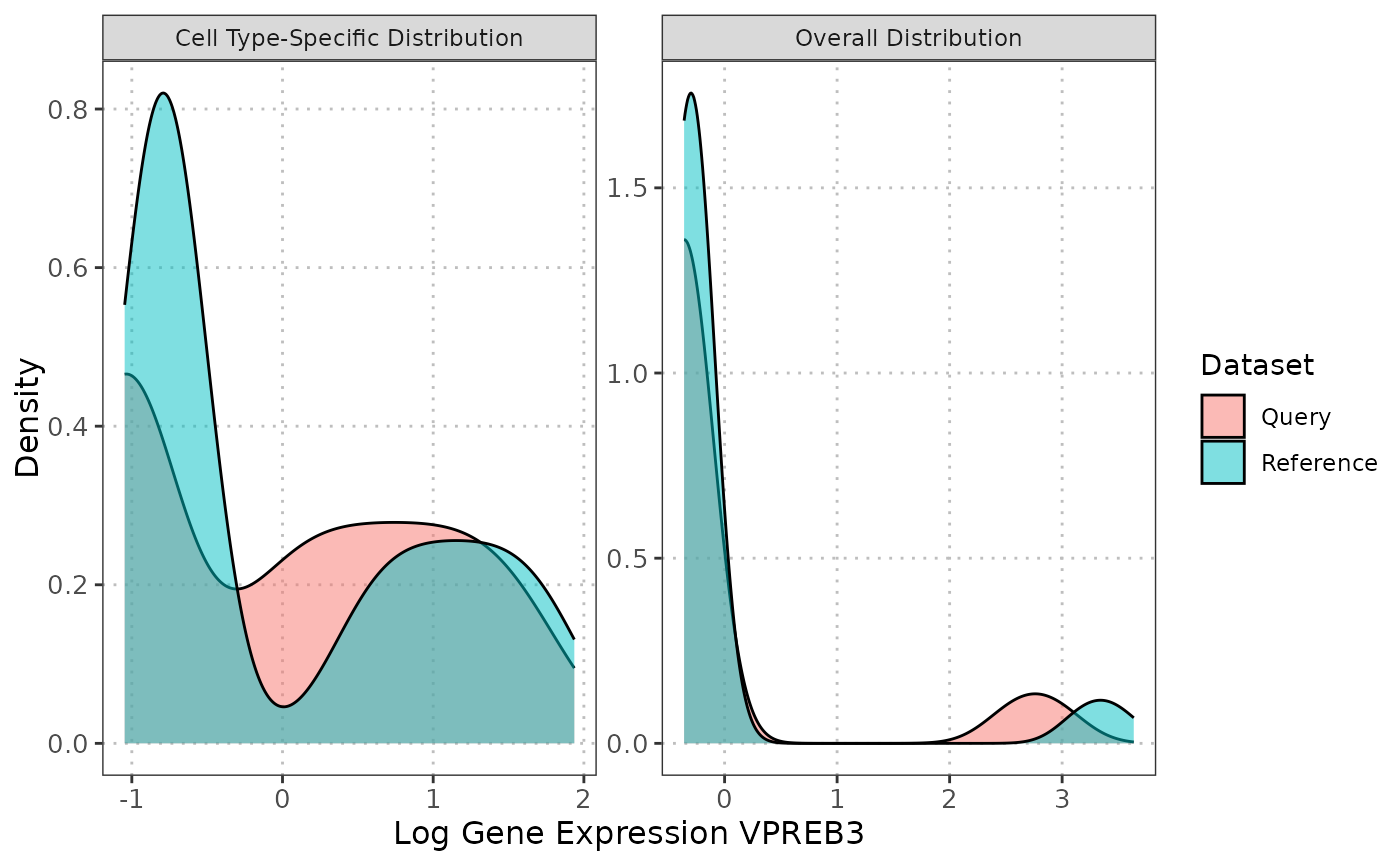 Cell Type-Specific Distribution
Overall Distribution
Density
0.8
0.6
0.4
0.2
0.0
-1
0
1
2
1.5
1.0
0.5
0.0
0
1
2
3
Log Gene Expression VPREB3
Dataset
Query
Reference